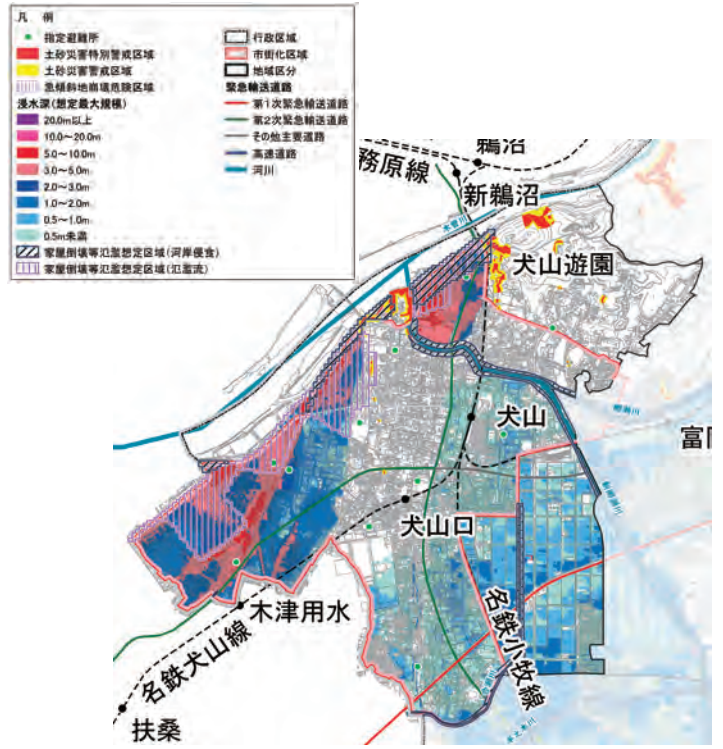 凡 例
指定避難所
土砂災害特別警戒区域
土砂災害警戒区域
急傾斜地崩壊危険区域
浸水深(想定最大規模)
20.0m以上
10.0~20.0m
5.0~10.0m
3.0~5.0m
2.0~3.0m
1.0~2.0m
0.5~1.0m
0.5m未満
家屋倒壊等氾濫想定区域(河岸侵食)
家屋倒壊等氾濫想定区域(氾濫流)
行政区域
市街化区域
地域区分
緊急輸送道路
第1次緊急輸送道路
第2次緊急輸送道路
その他主要道路
高速道路
河川
鵜沼
務原線
新鵜沼
木曽川
犬山遊園
犬山
富岡
犬山口
木津用水
名鉄小牧線
名鉄犬山線
扶桑